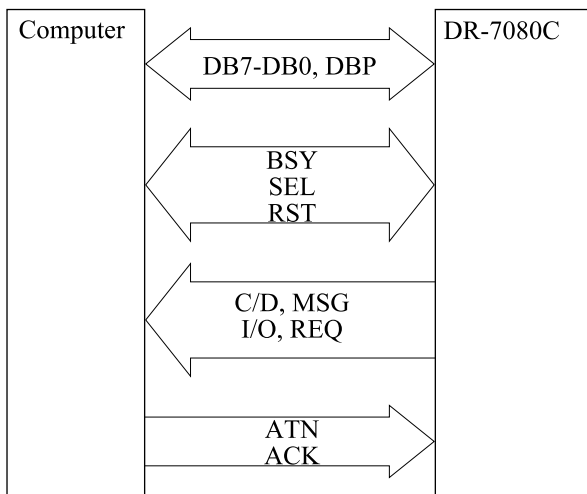 Computer
DR-7080C
DB7-DB0, DBP
BSY
SEL
RST
C/D, MSG
I/O, REQ
ATN
ACK